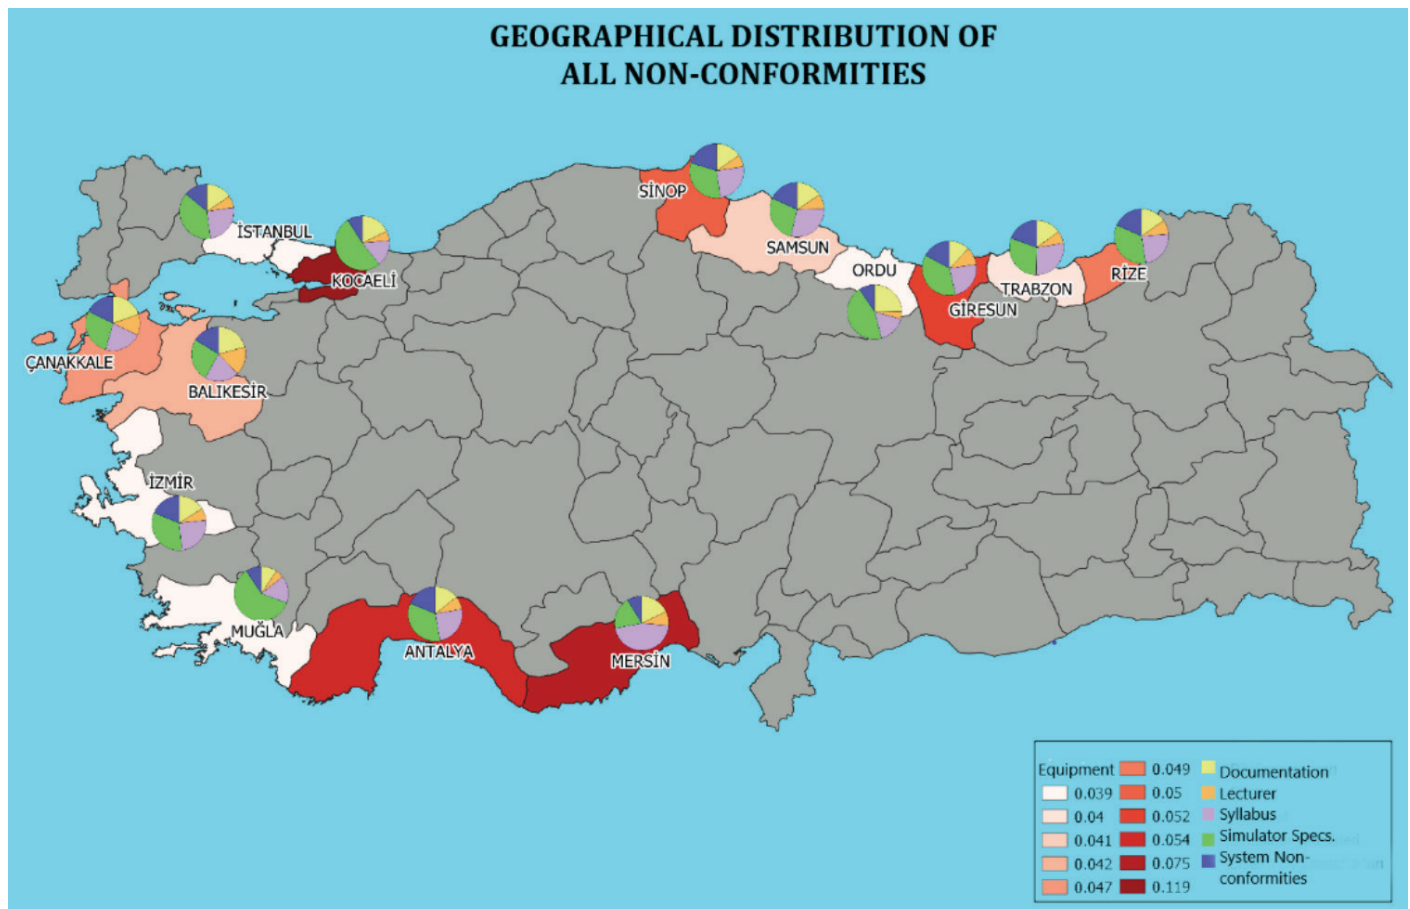 GEOGRAPHICAL DISTRIBUTION OF
ALL NON-CONFORMITIES
SİNOP
İSTANBUL
SAMSUN
KOCAELİ
ORDU
RİZE
TRABZON
GİRESUN
ÇANAKKALE
BALIKESİR
İZMİR
MUĞLA
ANTALYA
MERSİN
Equipment
0.039
0.04
0.041
0.042
0.047
0.049
0.05
0.052
0.054
0.075
0.119
Documentation
Lecturer
Syllabus
Simulator Specs.
System Non-
conformities